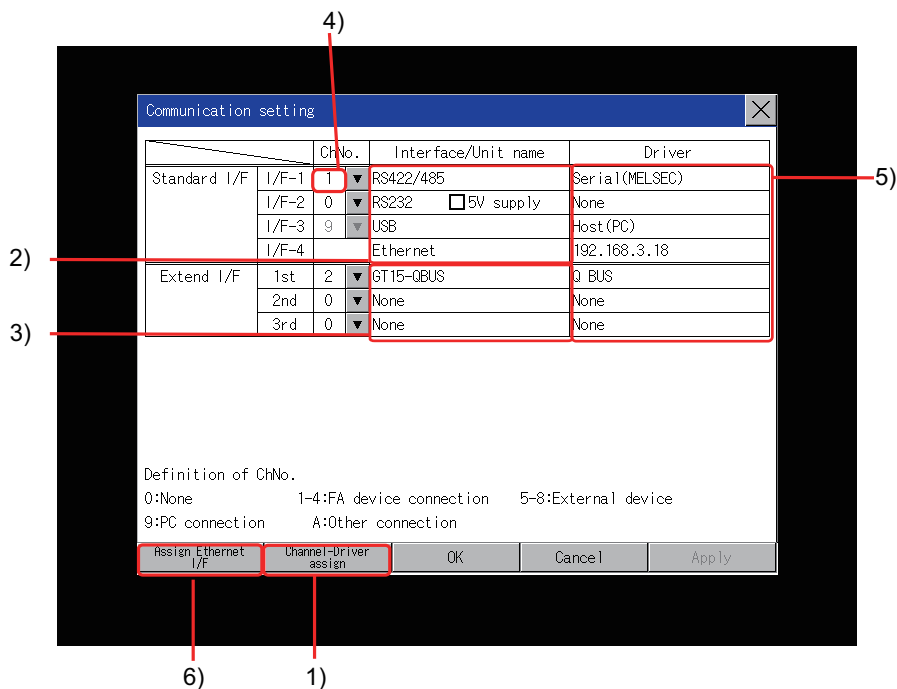 4)
Communication setting
ChNo. Interface/Unit name Driver
Standard I/F I/F-1 1 ▼ RS422/485 Serial(MELSEC)
5)
I/F-2 0 ▼ RS232 5V supply None
I/F-3 9 ▼ USB Host(PC)
I/F-4 Ethernet 192.168.3.18
2)
Extend I/F 1st 2 ▼ GT15-QBUS Q BUS
2nd 0 ▼ None None
3rd 0 ▼ None None
3)
Definition of ChNo.
0:None 1-4:FA device connection 5-8:External device
9:PC connection A:Other connection
Assign Ethernet I/F Channel-Driver assign OK Cancel Apply
6) 1)